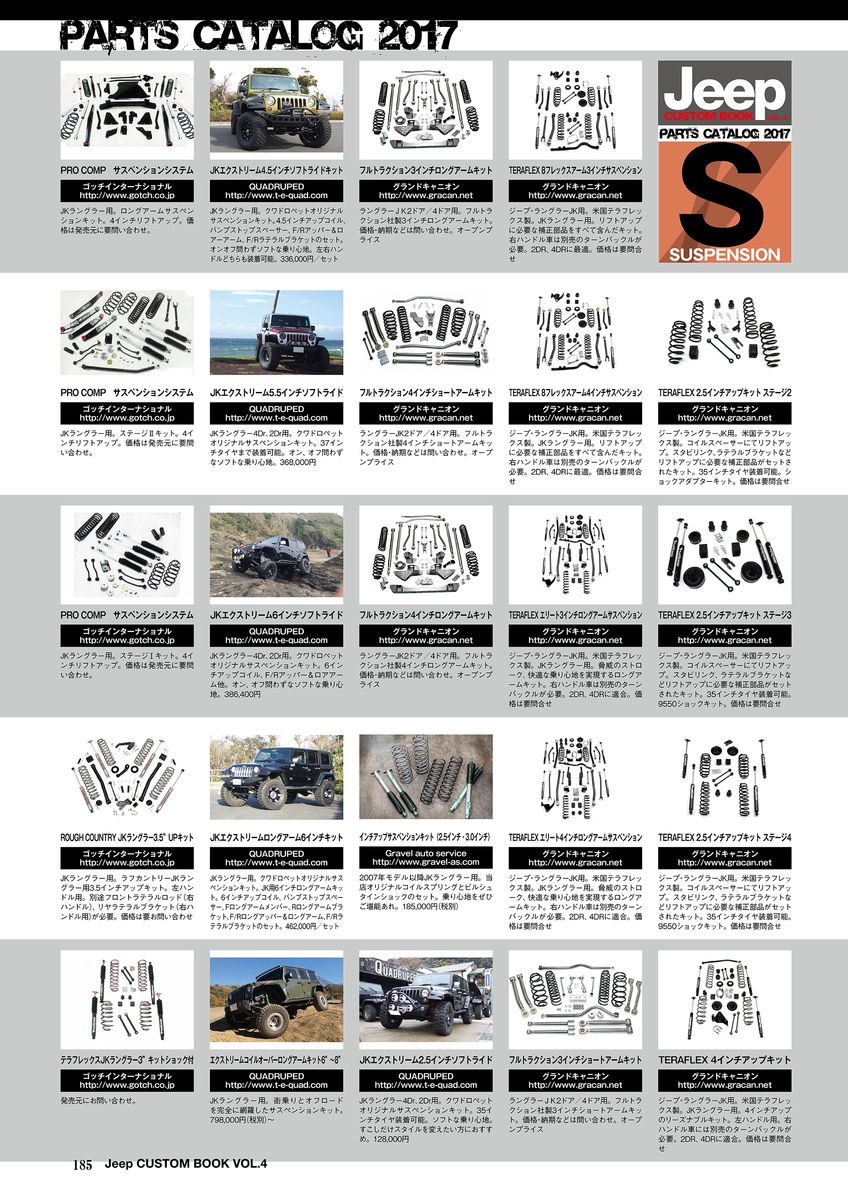 PARTS CATALOG 2017
PRO COMP　サスペンションシステム
ゴッチインターナショナル
http://www.gotch.co.jp
JKラングラー用。ロングアームサスペン
ションキット。4インチリフトアップ。価
格は発売元に要問い合わせ。
JKエクストリーム4.5インチソフトライドキット
QUADRUPED
http://www.t-e-quad.com
JKラングラー用。クワドロペットオリジナル
サスペンションキット。4.5インチアップコイル、
バンプストップスペーサー、F/Rアッパー&ロ
アーアーム、F/Rラテラルブラケットのセット。
オンオフ問わずソフトな乗り心地。左右ハン
ドルどちらも装着可能。336,000円／セット
フルトラクション3インチロングアームキット
グランドキャニオン
http://www.gracan.net
ラングラーＪＫ2ドア／4ドア用。フルトラ
クション社製3インチロングアームキット。
価格・納期などは問い合わせ。オープンプ
ライス
TERAFLEX 8フレックスアーム3インチサスペンション
グランドキャニオン
http://www.gracan.net
ジープ・ラングラーJK用。米国テラフレッ
クス製。JKラングラー用。リフトアップ
に必要な補正部品をすべて含んだキット。
右ハンドル車は別売のターンバックルが
必要。2DR、4DRに最適。価格は要問合
せ
Jeep
CUSTOM BOOK VOL.4
PARTS CATALOG 2017
S
SUSPENSION
PRO COMP　サスペンションシステム
ゴッチインターナショナル
http://www.gotch.co.jp
JKラングラー用。ステージⅡキット。4イ
ンチリフトアップ。価格は発売元に要問
い合わせ。
JKエクストリーム5.5インチソフトライド
QUADRUPED
http://www.t-e-quad.com
JKラングラー4Dr、2Dr用。クワドロペット
オリジナルサスペンションキット。37イン
チタイヤまで装着可能。オン、オフ問わず
なソフトな乗り心地。368,000円
フルトラクション4インチショートアームキット
グランドキャニオン
http://www.gracan.net
ラングラーJK2ドア／4ドア用。フルトラ
クション社製4インチショートアームキッ
ト。価格・納期などは問い合わせ。オープ
ンプライス
TERAFLEX 8フレックスアーム4インチサスペンション
グランドキャニオン
http://www.gracan.net
ジープ・ラングラーJK用。米国テラフレッ
クス製。JKラングラー用。リフトアップ
に必要な補正部品をすべて含んだキット。
右ハンドル車は別売のターンバックルが
必要。2DR、4DRに最適。価格は要問合
せ
TERAFLEX 2.5インチアップキット ステージ2
グランドキャニオン
http://www.gracan.net
ジープ・ラングラーJK用。米国テラフレッ
クス製。コイルスペーサーにてリフトアッ
プ。スタビリンク、ラテラルブラケットなど
リフトアップに必要な補正部品がセットさ
れたキット。35インチタイヤ装着可能。シ
ョックアダプターキット。価格は要問合せ
PRO COMP　サスペンションシステム
ゴッチインターナショナル
http://www.gotch.co.jp
JKラングラー用。ステージⅠキット。4イ
ンチリフトアップ。価格は発売元に要問
い合わせ。
JKエクストリーム6インチソフトライド
QUADRUPED
http://www.t-e-quad.com
JKラングラー4Dr、2Dr用。クワドロペット
オリジナルサスペンションキット。6イン
チアップコイル、F/Rアッパー&ロアアー
ム他。オン、オフ問わずなソフトな乗り心
地。386,400円
フルトラクション4インチロングアームキット
グランドキャニオン
http://www.gracan.net
ラングラーJK2ドア／4ドア用。フルトラ
クション社製4インチロングアームキット。
価格・納期などは問い合わせ。オープンプ
ライス
TERAFLEX エリート3インチロングアームサスペンション
グランドキャニオン
http://www.gracan.net
ジープ・ラングラーJK用。米国テラフレッ
クス製。JKラングラー用。脅威のストロ
ーク、快適な乗り心地を実現するロングア
ームキット。右ハンドル車は別売のターン
バックルが必要。2DR、4DRに適合。価
格は要問合せ
TERAFLEX 2.5インチアップキット ステージ3
グランドキャニオン
http://www.gracan.net
ジープ・ラングラーJK用。米国テラフレッ
クス製。コイルスペーサーにてリフトアッ
プ。スタビリンク、ラテラルブラケットな
どリフトアップに必要な補正部品がセット
されたキット。35インチタイヤ装着可能。
9550ショックキット。価格は要問合せ
ROUGH COUNTRY JKラングラー3.5” UPキット
ゴッチインターナショナル
http://www.gotch.co.jp
JKラングラー用。ラフカントリーJKラン
グラー用3.5インチアップキット。左ハン
ドル用。別途フロントラテラルロッド（右
ハンドル）、リヤラテラルブラケット（右ハ
ンドル用）が必要。価格は要お問い合わせ
JKエクストリームロングアーム6インチキット
QUADRUPED
http://www.t-e-quad.com
JKラングラー用。クワドロペットオリジナルサス
ペンションキット。JK用6インチロングアームキッ
ト。6インチアップコイル、バンプストップスペー
サー、Fロングアームメンバー、Rロングアームブラ
ケット、F/Rロングアッパー&ロングアーム、F/Rラ
テラルブラケットのセット。462,000円／セット
インチアップサスペンションキット（2.5インチ・3.0インチ）
Gravel auto service
http://www.gravel-as.com
2007年モデル以降JKラングラー用。当
店オリジナルコイルスプリングとビルシュ
タインショックのセット。乗り心地をぜひ
ご堪能あれ。185,000円（税別）
TERAFLEX エリート4インチロングアームサスペンション
グランドキャニオン
http://www.gracan.net
ジープ・ラングラーJK用。米国テラフレッ
クス製。JKラングラー用。脅威のストロ
ーク、快適な乗り心地を実現するロングア
ームキット。右ハンドル車は別売のターン
バックルが必要。2DR、4DRに適合。価
格は要問合せ
TERAFLEX 2.5インチアップキット ステージ4
グランドキャニオン
http://www.gracan.net
ジープ・ラングラーJK用。米国テラフレッ
クス製。コイルスペーサーにてリフトアッ
プ。スタビリンク、ラテラルブラケットな
どリフトアップに必要な補正部品がセット
されたキット。35インチタイヤ装着可能。
9550ショックキット。価格は要問合せ
テラフレックスJKラングラー3” キットショック付
ゴッチインターナショナル
http://www.gotch.co.jp
発売元にお問い合わせ。
エクストリームコイルオーバーロングアームキット6” ~8”
QUADRUPED
http://www.t-e-quad.com
JKラングラー用。街乗りとオフロード
を完全に網羅したサスペンションキット。
798,000円（税別）～
QUADRUPED
JKエクストリーム2.5インチソフトライド
QUADRUPED
http://www.t-e-quad.com
JKラングラー4Dr、2Dr用。クワドロペット
オリジナルサスペンションキット。35イ
ンチタイヤ装着可能。ソフトな乗り心地。
すこしだけスタイルを変えたい方におすす
め。128,000円
フルトラクション3インチショートアームキット
グランドキャニオン
http://www.gracan.net
ラングラーＪＫ2ドア／4ドア用。フルトラ
クション社製3インチショートアームキッ
ト。価格・納期などは問い合わせ。オープ
ンプライス
TERAFLEX 4インチアップキット
グランドキャニオン
http://www.gracan.net
ジープ・ラングラーJK用。米国テラフレッ
クス製。JKラングラー用。4インチアップ
のリーズナブルキット。左ハンドル用。右
ハンドル車には別売のターンバックルが必
要。2DR、4DRに適合。価格は要問合
せ
185 Jeep CUSTOM BOOK VOL.4